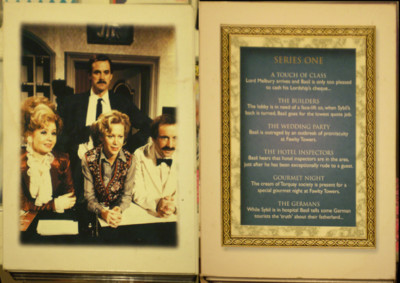 SERIES ONE
A TOUCH OF CLASS
Lord Melbury arrives and Basil is only too pleased
to cash his Lordship's cheque...
THE BUILDERS
The lobby is in need of a face-lift so, when Sybil's
back is turned, Basil goes for the lowest quote job.
THE WEDDING PARTY
Basil is outraged by an outbreak of promiscuity
at Fawlty Towers.
THE HOTEL INSPECTORS
Basil hears that hotel inspectors are in the area,
just after he has been exceptionally rude to a guest.
GOURMET NIGHT
The cream of Torquay society is present for a
special gourmet night at Fawlty Towers.
THE GERMANS
While Sybil is in hospital Basil tells some German
tourists the 'truth' about their fatherland...